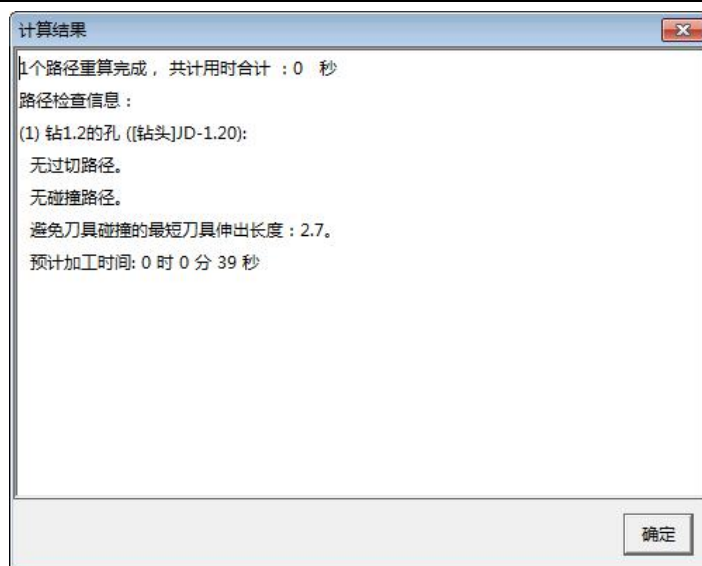 计算结果
1个路径重算完成，共计用时合计 ：0 秒
路径检查信息：
(1) 钻1.2的孔 ([钻头]JD-1.20):
无过切路径。
无碰撞路径。
避免刀具碰撞的最短刀具伸出长度：2.7。
预计加工时间: 0 时 0 分 39 秒
确定